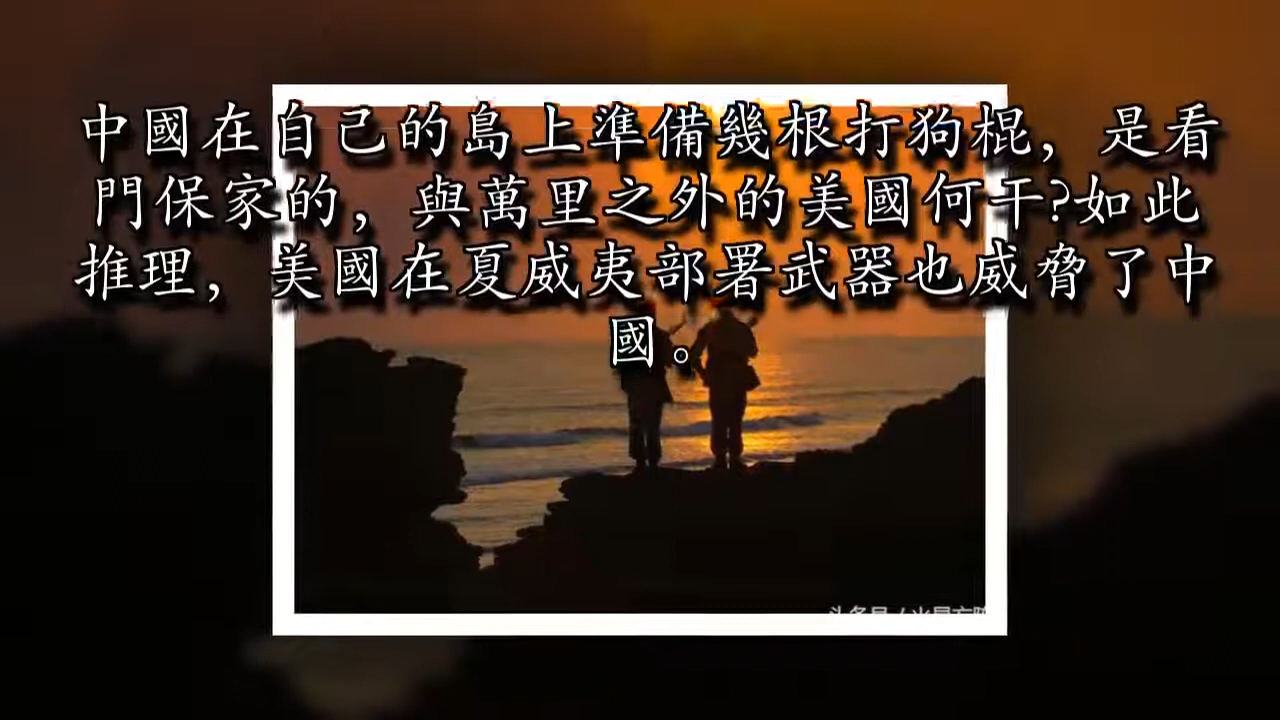 中國在自己的島上準備幾根打狗棍，是看
門保家的，與萬里之外的美國何干?如此
推理，美國在夏威夷部署武器也威脅了中
國。